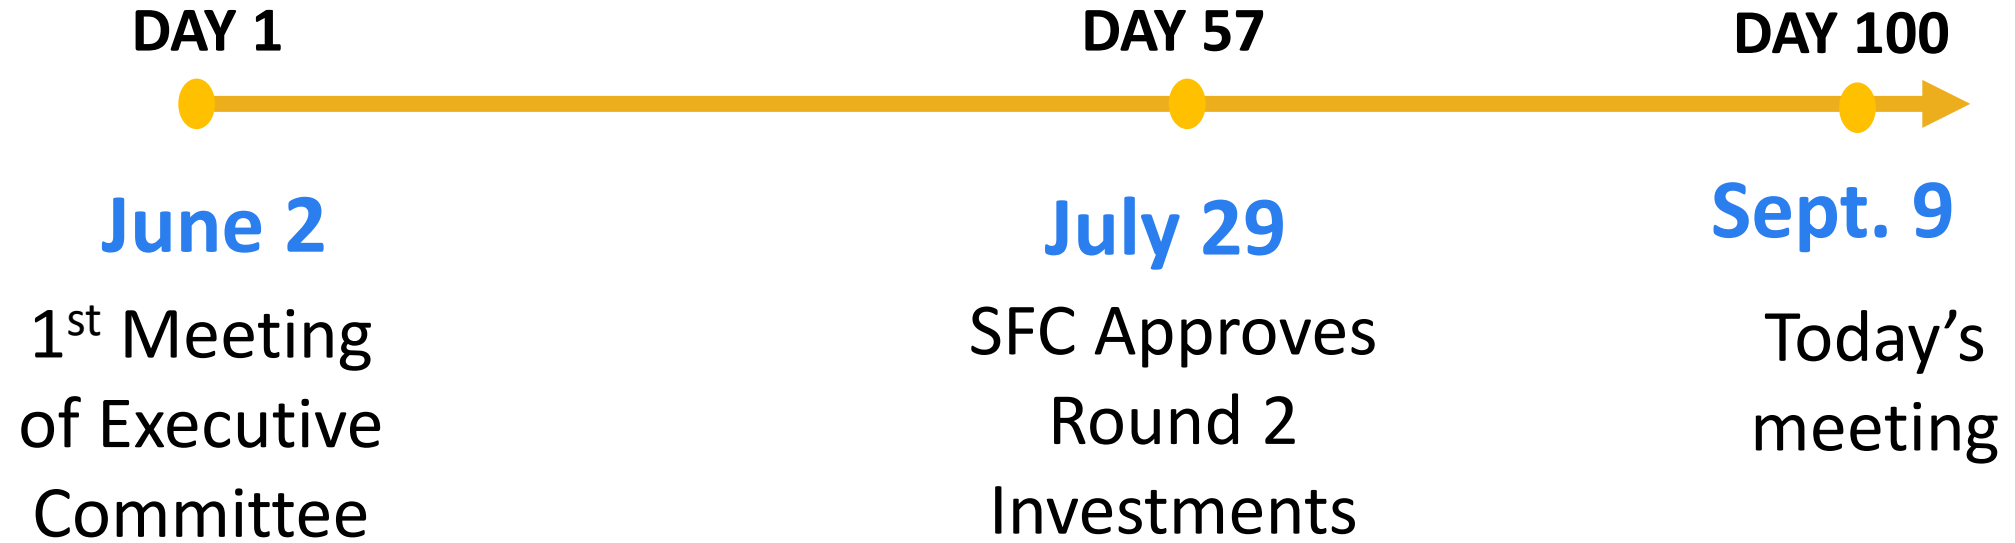 DAY 1
DAY 57
DAY 100
June 2
July 29
Sept. 9
1st Meeting
of Executive
Committee
SFC Approves
Round 2
Investments
Today’s
meeting